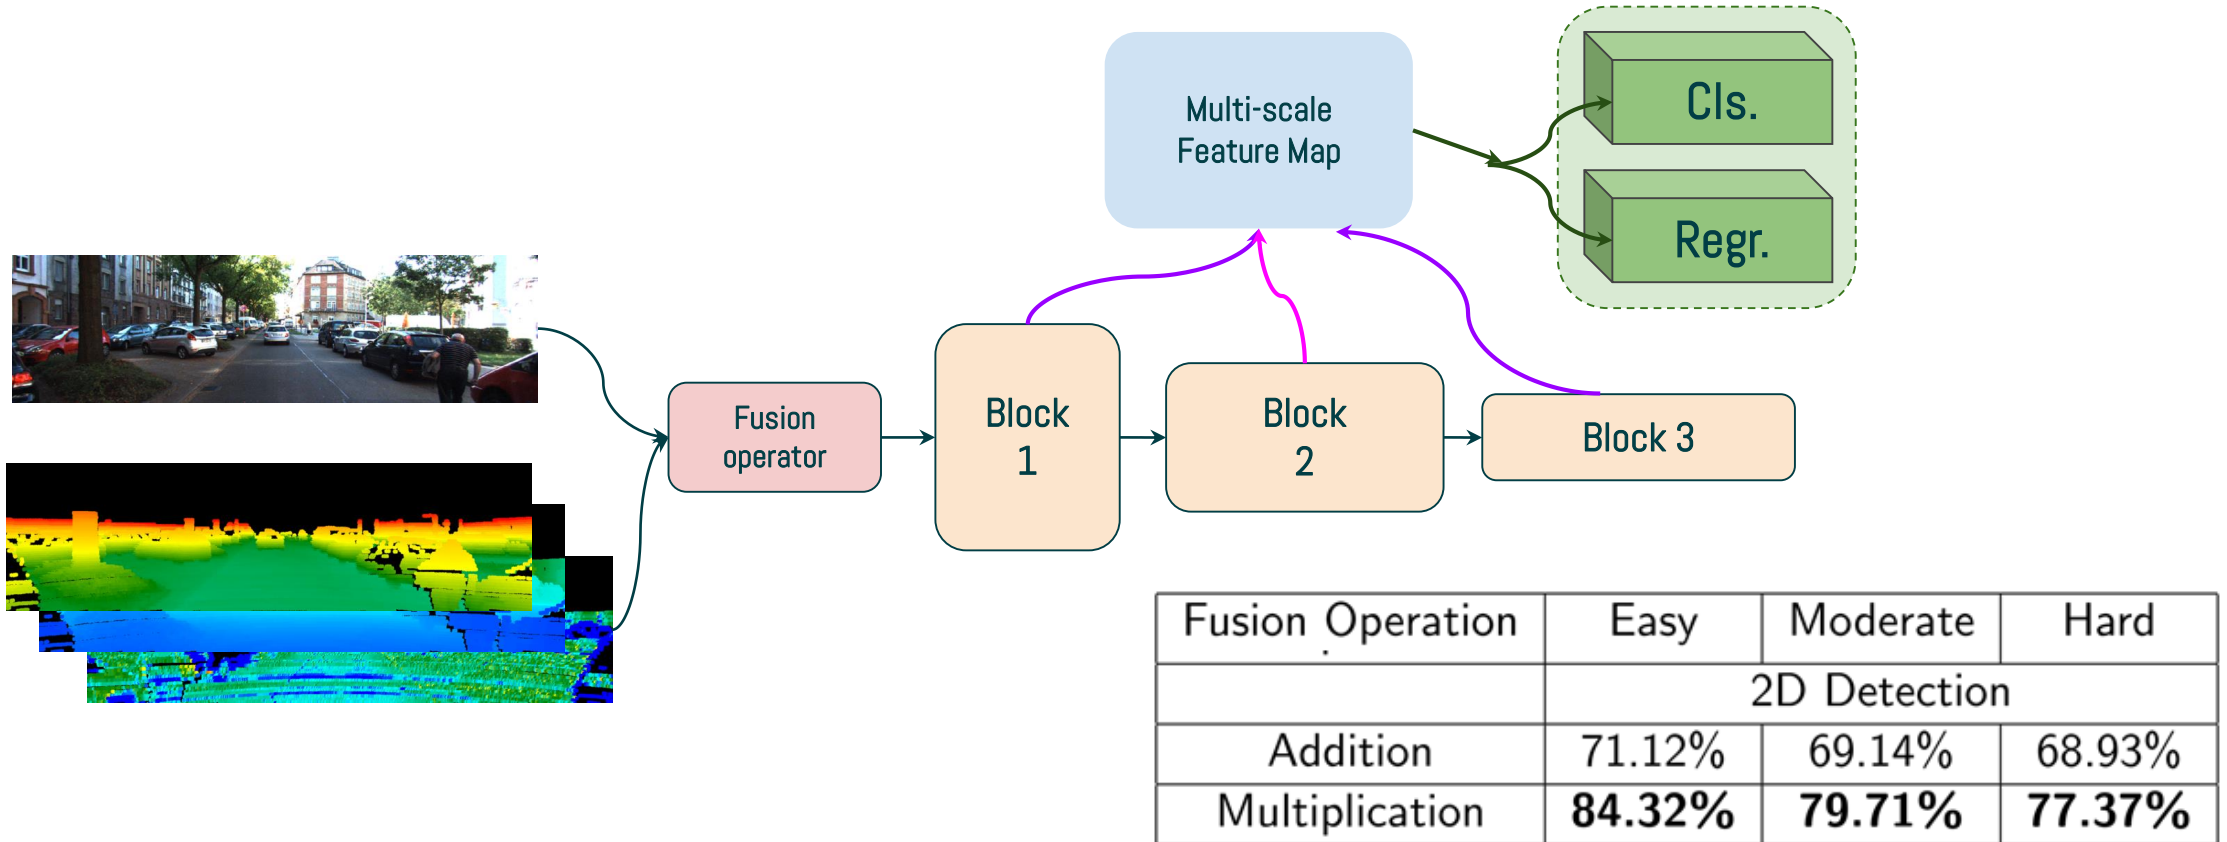 Multi-scale
Feature Map
Cls.
Regr.
Fusion
operator
Block
1
Block
2
Block 3
Fusion Operation Easy Moderate Hard
2D Detection
Addition 71.12% 69.14% 68.93%
Multiplication 84.32% 79.71% 77.37%